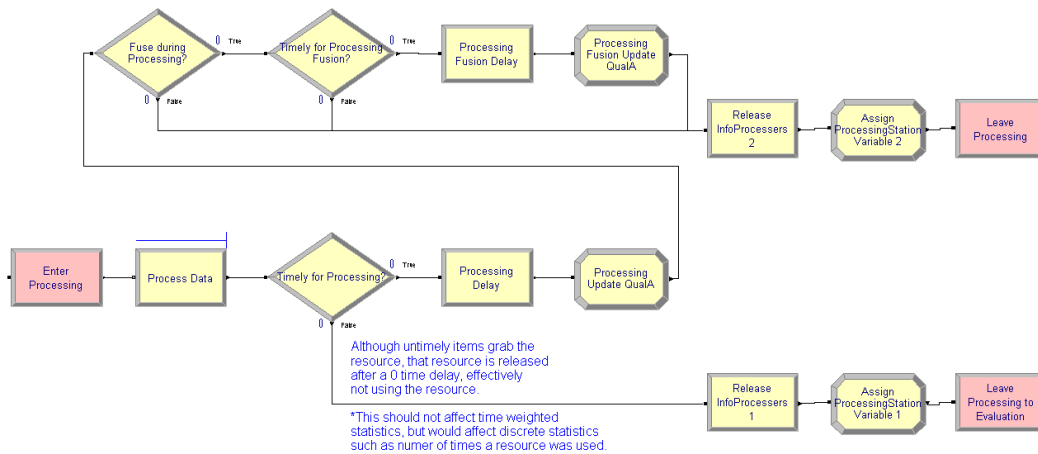 Fuse during
Processing?
0
True
0
False
Timely for Processing
Fusion?
0
True
0
False
Processing
Fusion Delay
Processing
Fusion Update
QualA
Release
InfoProcessers
2
Assign
ProcessingStation
Variable 2
Leave
Processing
Enter
Processing
Process Data
Timely for Processing?
0
True
0
False
Processing
Delay
Processing
Update QualA
Although untimely items grab the
resource, that resource is released
after a 0 time delay, effectively
not using the resource.
*This should not affect time weighted
statistics, but would affect discrete statistics
such as numer of times a resource was used.
Release
InfoProcessers
1
Assign
ProcessingStation
Variable 1
Leave
Processing to
Evaluation